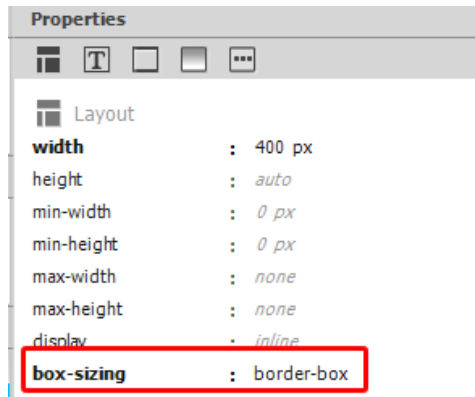 Properties
T
Layout
width : 400 px
height : auto
min-width : 0 px
min-height : 0 px
max-width : none
max-height : none
display : inline
box-sizing : border-box